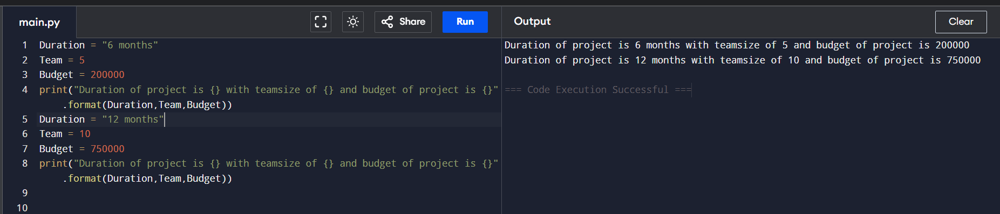 main.py Share Run Output Clear
1 Duration = "6 months"
2 Team = 5
3 Budget = 200000
4 print("Duration of project is {} with teamsize of {} and budget of project is {}"
.format(Duration,Team,Budget))
5 Duration = "12 months"
6 Team = 10
7 Budget = 750000
8 print("Duration of project is {} with teamsize of {} and budget of project is {}"
.format(Duration,Team,Budget))
9
10
Duration of project is 6 months with teamsize of 5 and budget of project is 200000
Duration of project is 12 months with teamsize of 10 and budget of project is 750000
=== Code Execution Successful ===